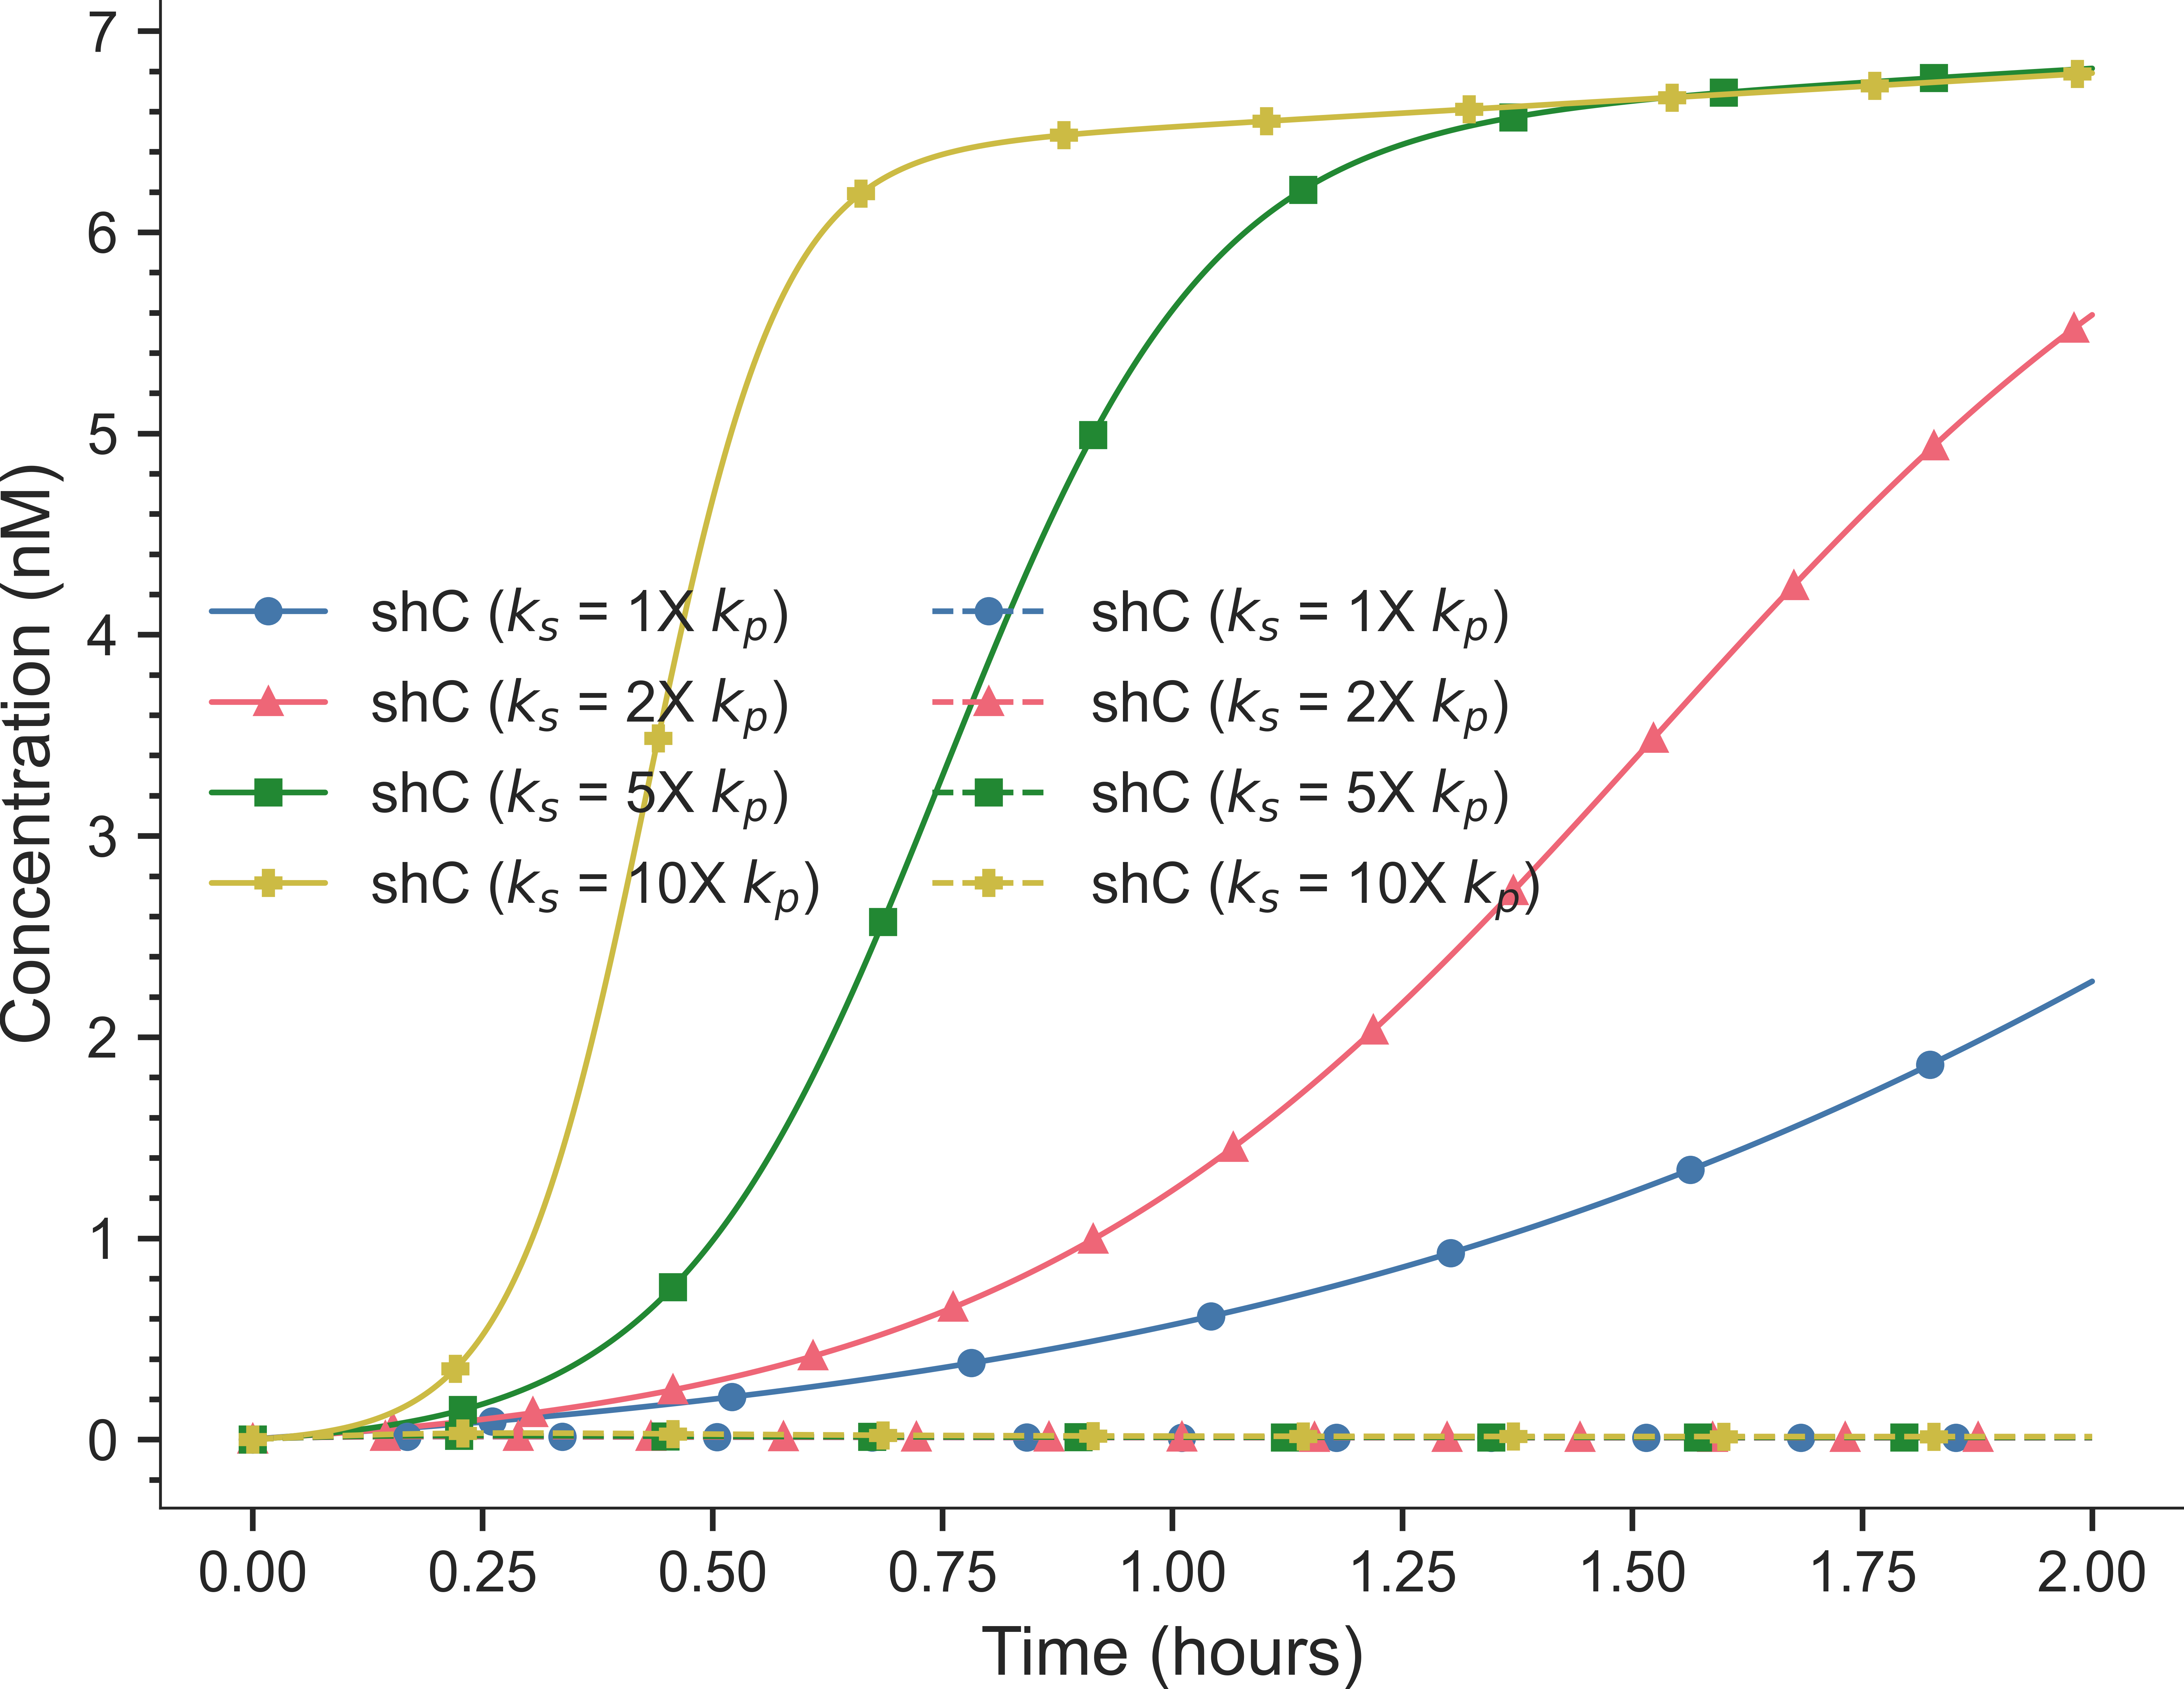 7
6
5
4
3
2
1
0
Concentration (nM)
shC (kₛ = 1X kₚ)
shC (kₛ = 2X kₚ)
shC (kₛ = 5X kₚ)
shC (kₛ = 10X kₚ)
shC (kₛ = 1X kₚ)
shC (kₛ = 2X kₚ)
shC (kₛ = 5X kₚ)
shC (kₛ = 10X kₚ)
0.00 0.25 0.50 0.75 1.00 1.25 1.50 1.75 2.00
Time (hours)